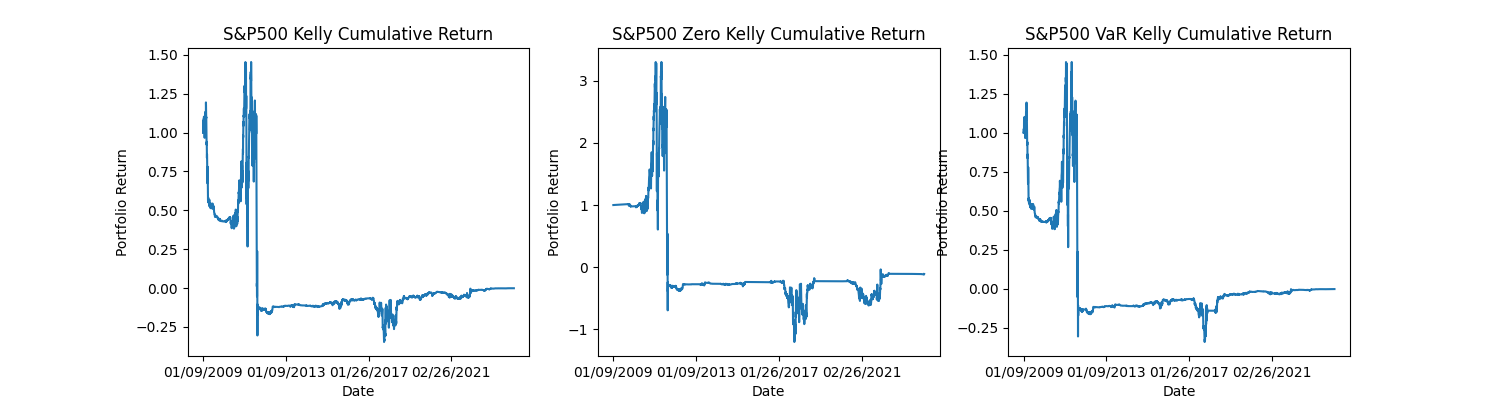 S&P500 Kelly Cumulative Return
1.50
1.25
1.00
0.75
0.50
0.25
0.00
−0.25
Portfolio Return
01/09/2009 01/09/2013 01/26/2017 02/26/2021
Date
S&P500 Zero Kelly Cumulative Return
3
2
1
0
−1
Portfolio Return
01/09/2009 01/09/2013 01/26/2017 02/26/2021
Date
S&P500 VaR Kelly Cumulative Return
1.50
1.25
1.00
0.75
0.50
0.25
0.00
−0.25
Portfolio Return
01/09/2009 01/09/2013 01/26/2017 02/26/2021
Date